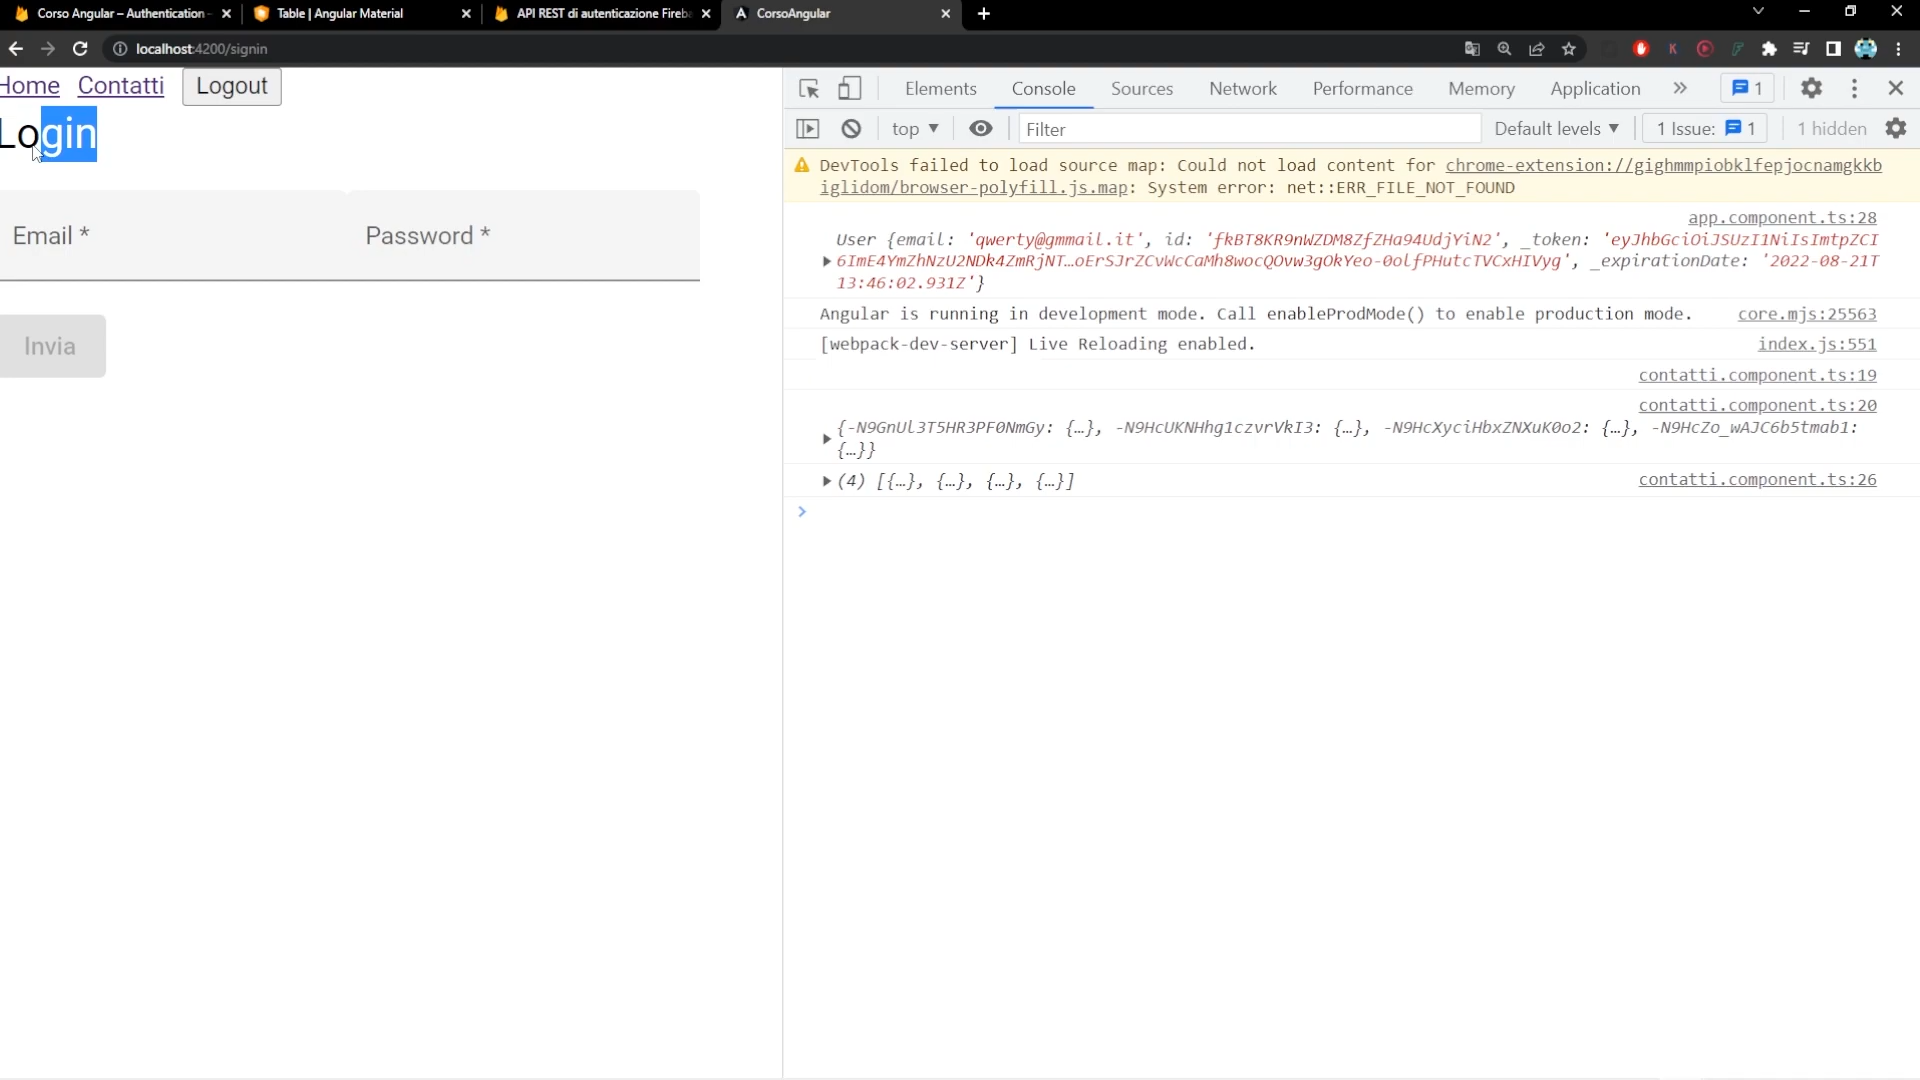 Corso Angular – Authentication -
Table | Angular Material
API REST di autenticazione Fireba
CorsoAngular
localhost:4200/signin
Home Contatti Logout
Login
Email *
Password *
Invia
Elements Console Sources Network Performance Memory Application 1
top Filter Default levels 1 Issue: 1 1 hidden
DevTools failed to load source map: Could not load content for chrome-extension://gighmmpiobklfepjocnamgkkb
iglidom/browser-polyfill.js.map: System error: net::ERR_FILE_NOT_FOUND
app.component.ts:28
User {email: 'qwerty@gmmail.it', id: 'fkBT8KR9nWZDM8ZfZHa94UdjYiN2', _token: 'eyJhbGciOiJSUzI1NiIsImtpZCI
6ImE4YmZhNzU2NDk4ZmRjNT…oErSJrZCvWcCaMh8wocQOvw3gOkYeo-0olfPHutcTVCxHIVyg', _expirationDate: '2022-08-21T
13:46:02.931Z'}
Angular is running in development mode. Call enableProdMode() to enable production mode. core.mjs:25563
[webpack-dev-server] Live Reloading enabled. index.js:551
contatti.component.ts:19
contatti.component.ts:20
{-N9GnUl3T5HR3PF0NmGy: {…}, -N9HcUKNHhg1czvrVkI3: {…}, -N9HcXyciHbxZNXuK0o2: {…}, -N9HcZo_wAJC6b5tmab1:
{…}}
(4) [{…}, {…}, {…}, {…}] contatti.component.ts:26